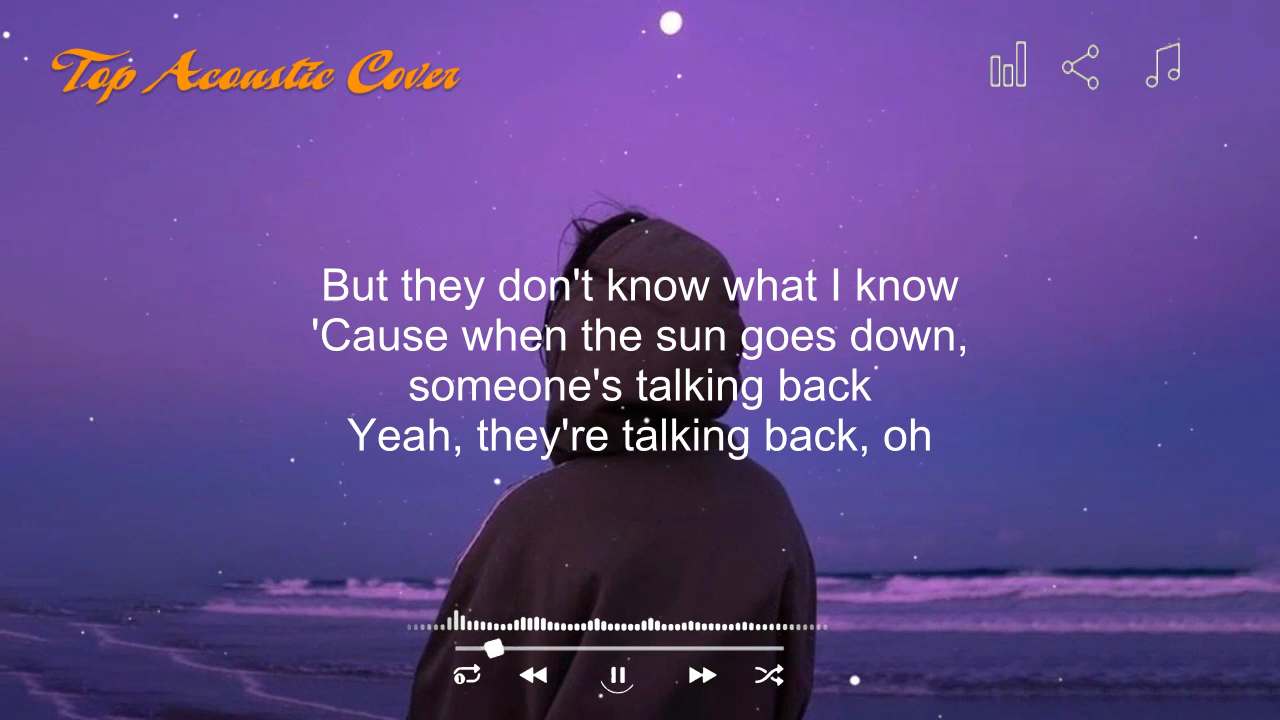 Top Acoustic Cover
But they don't know what I know
'Cause when the sun goes down,
someone's talking back
Yeah, they're talking back, oh
1